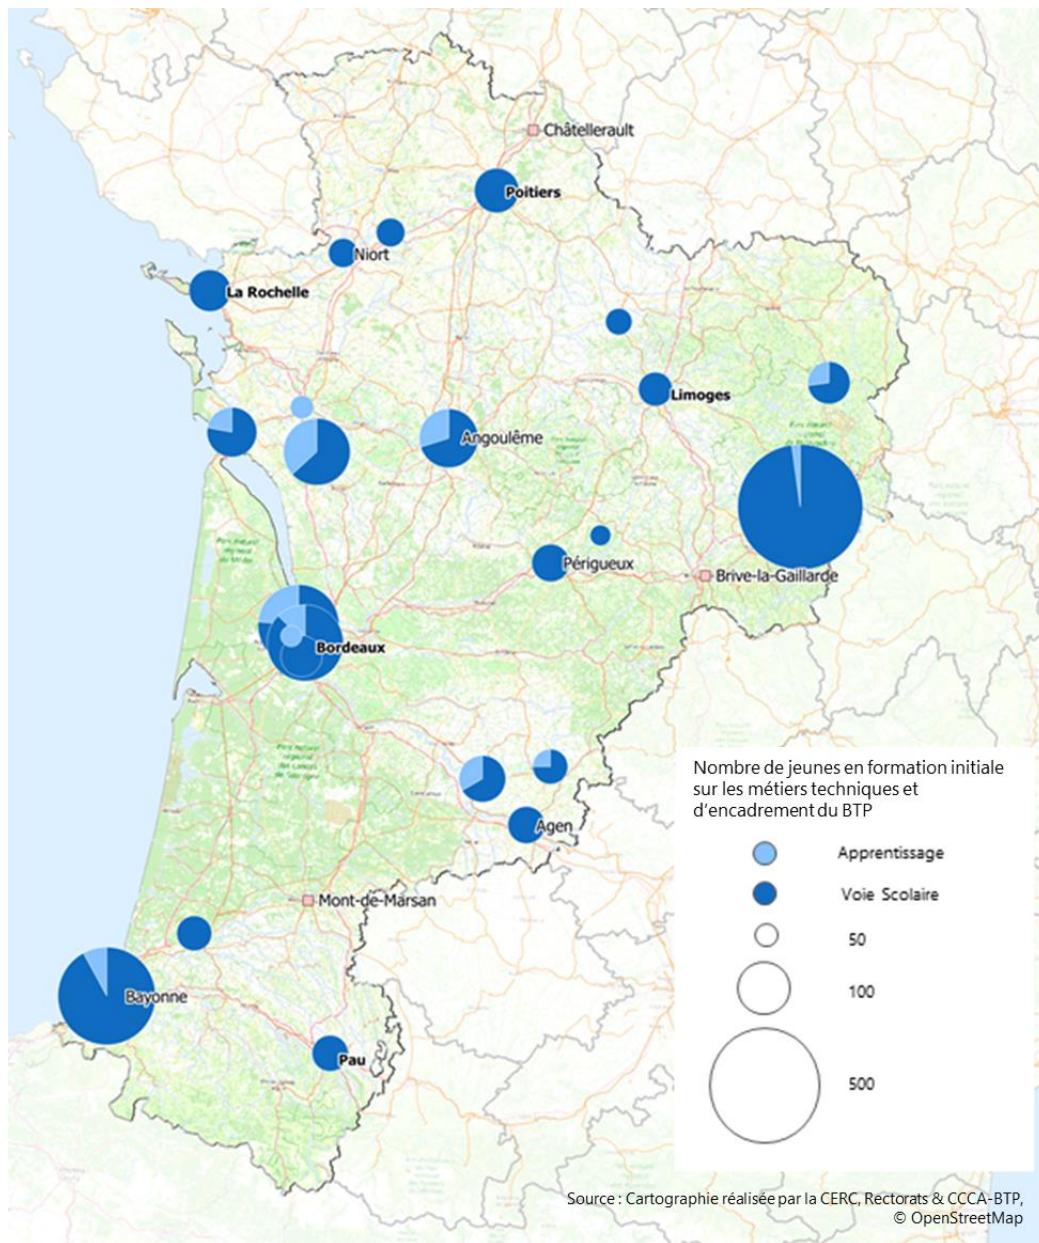 Châtellerault
Poitiers
Niort
La Rochelle
Limoges
Angoulême
Périgueux
Brive-la-Gaillarde
Bordeaux
Nombre de jeunes en formation initiale
sur les métiers techniques et
d'encadrement du BTP
Agen
Apprentissage
Voie Scolaire
Mont-de-Marsan
50
100
Bayonne
Pau
500
Source : Cartographie réalisée par la CERC, Rectorats & CCCA-BTP,
© OpenStreetMap